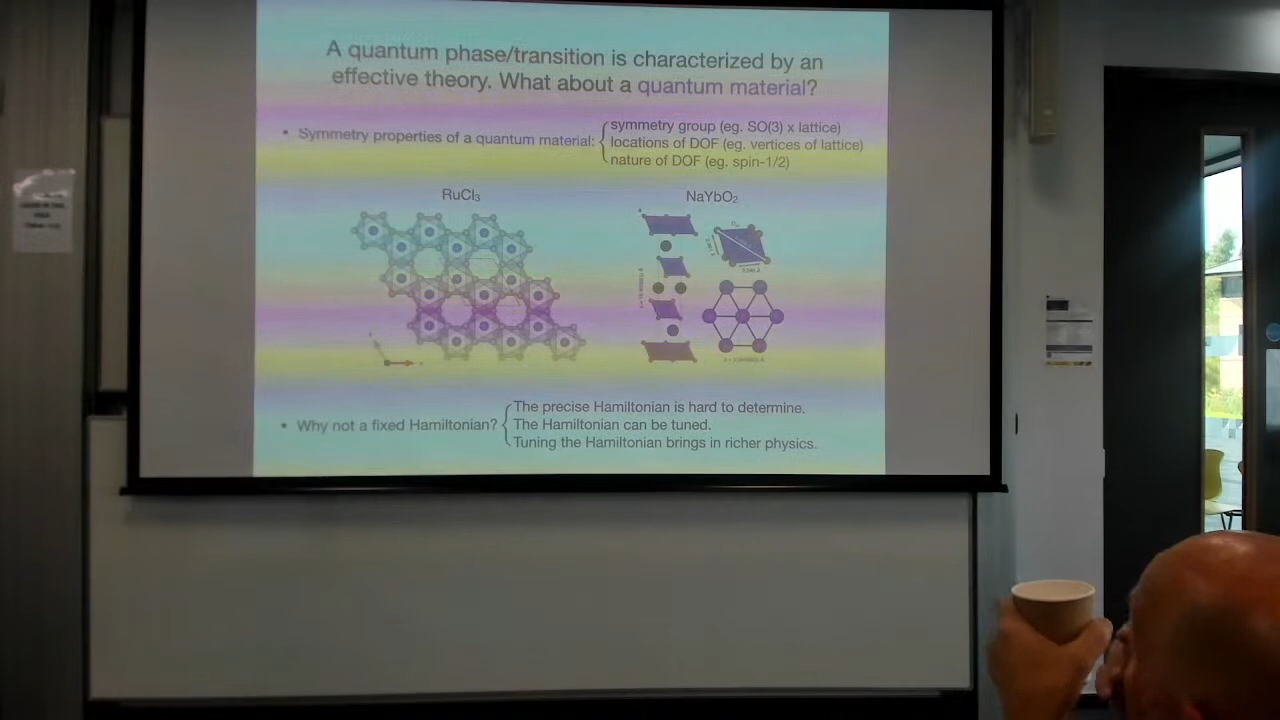 A quantum phase/transition is characterized by an
effective theory. What about a quantum material?
• Symmetry properties of a quantum material:
symmetry group (eg. SO(3) x lattice)
locations of DOF (eg. vertices of lattice)
nature of DOF (eg. spin-1/2)
RuCl₃
NaYbO₂
• Why not a fixed Hamiltonian?
The precise Hamiltonian is hard to determine.
The Hamiltonian can be tuned.
Tuning the Hamiltonian brings in richer physics.